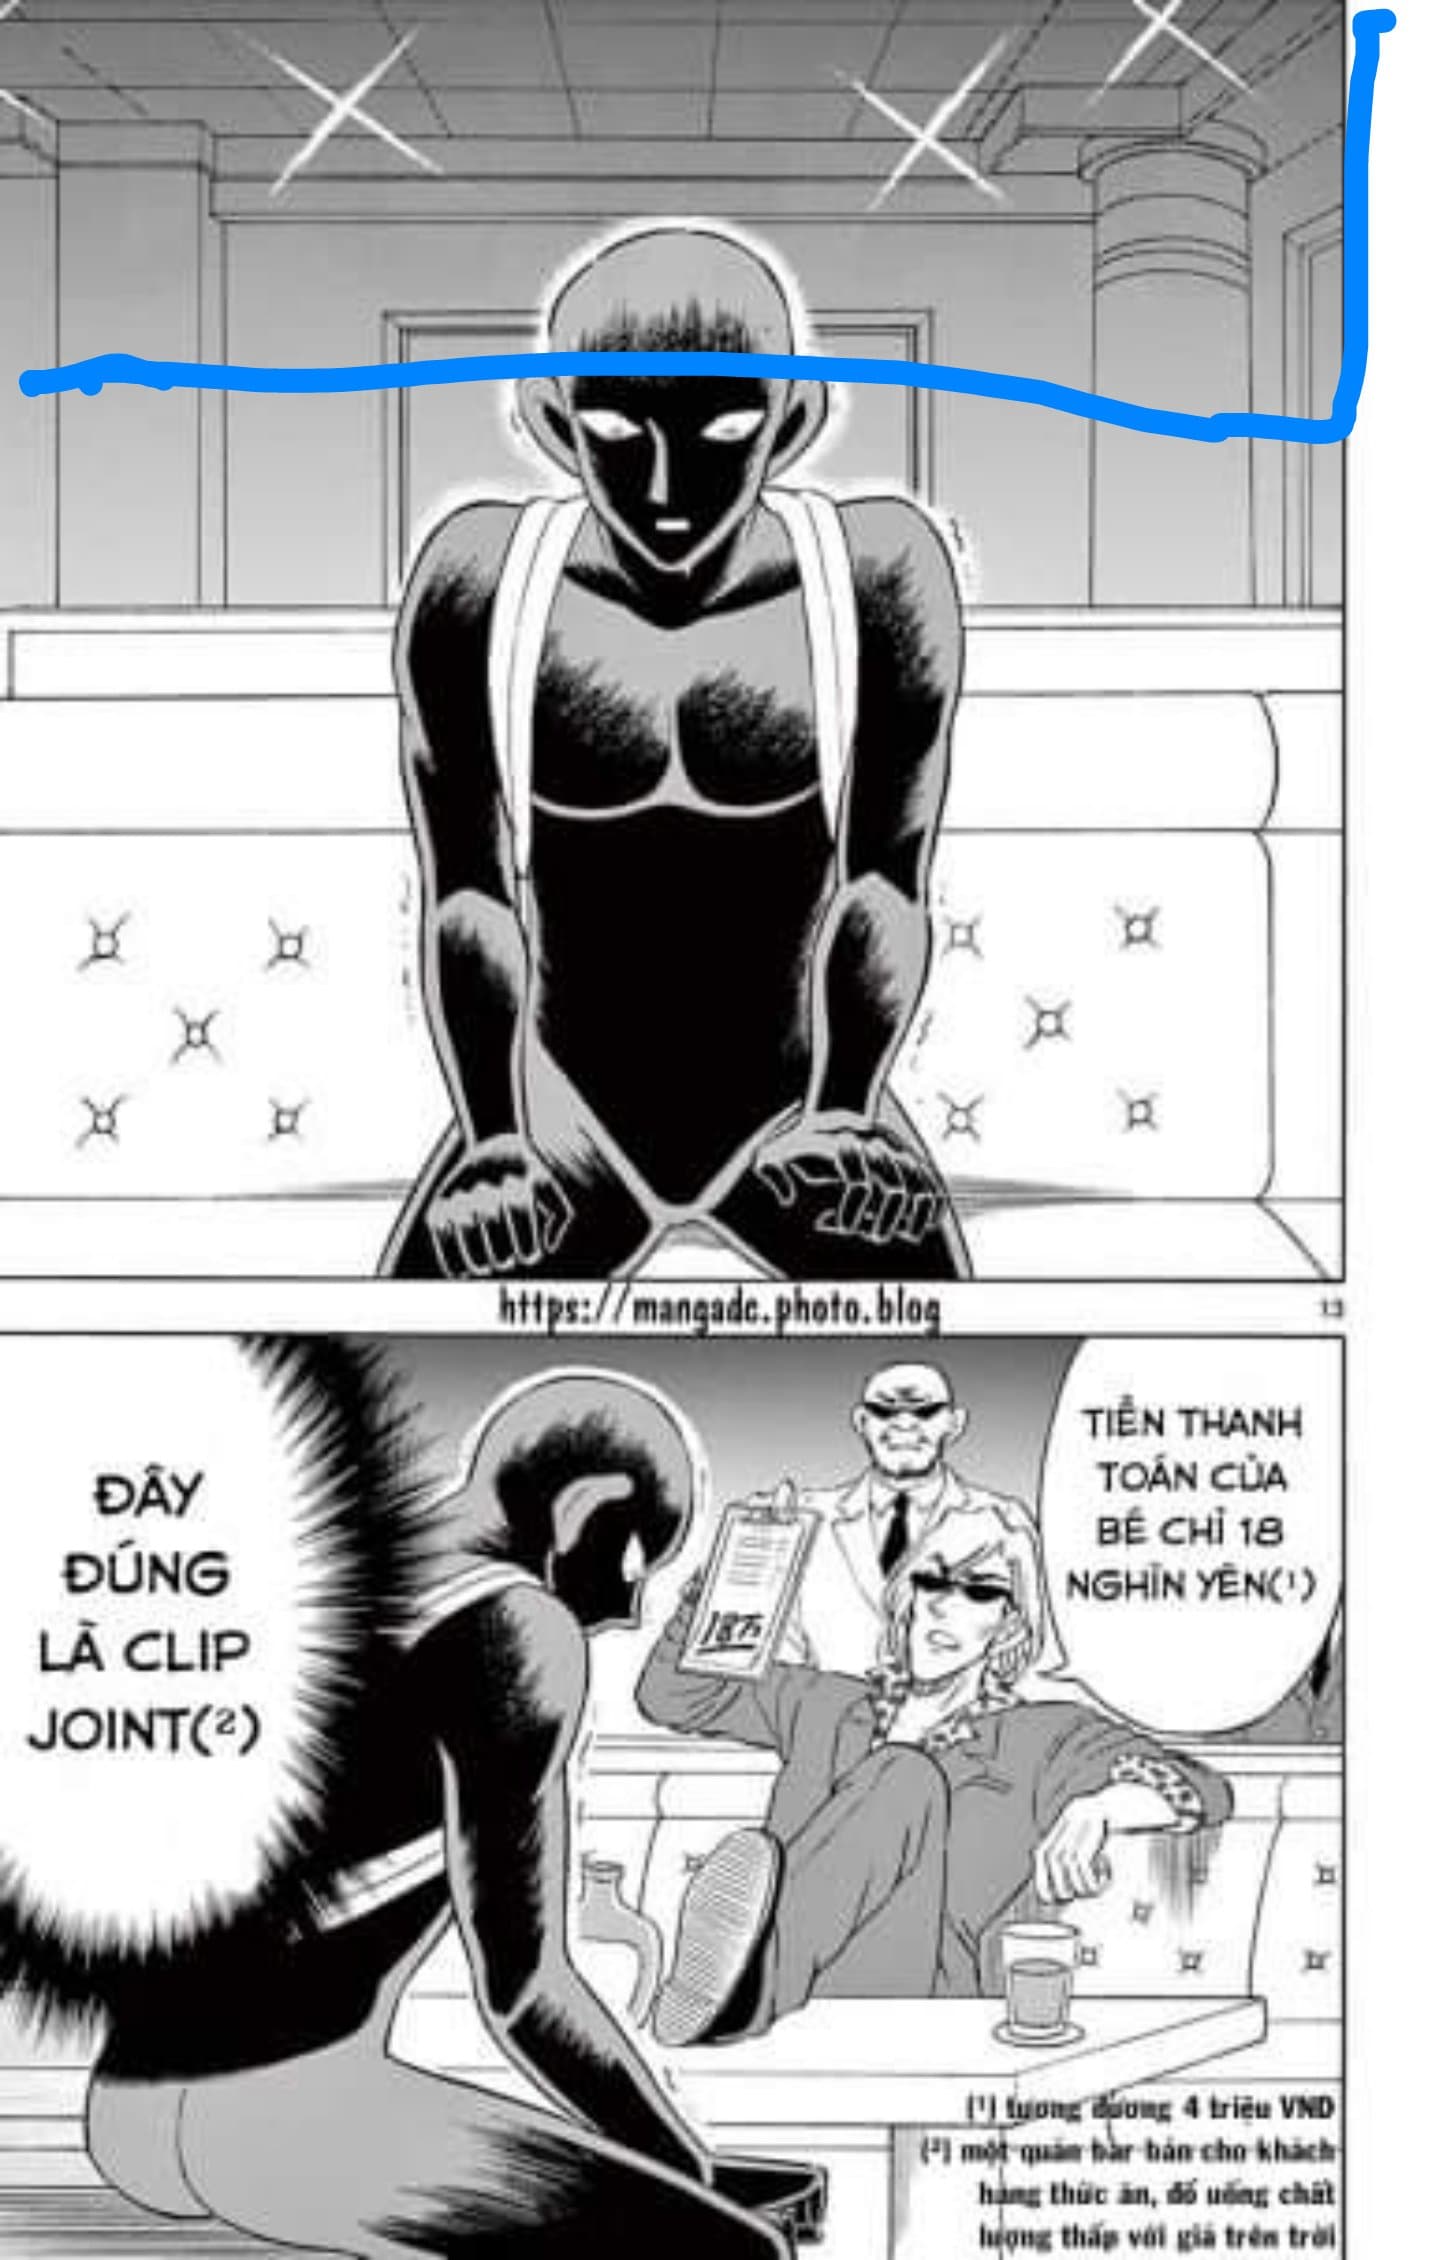 https://mangadc.photo.blog
13
TIỀN THANH
TOÁN CỦA
BÉ CHỈ 18
NGHÌN YÊN(¹)
ĐÂY
ĐÚNG
LÀ CLIP
JOINT(²)
(¹) tương đương 4 triệu VND
(²) một quán bar bán cho khách
hàng thức ăn, đồ uống chất
lượng thấp với giá trên trời